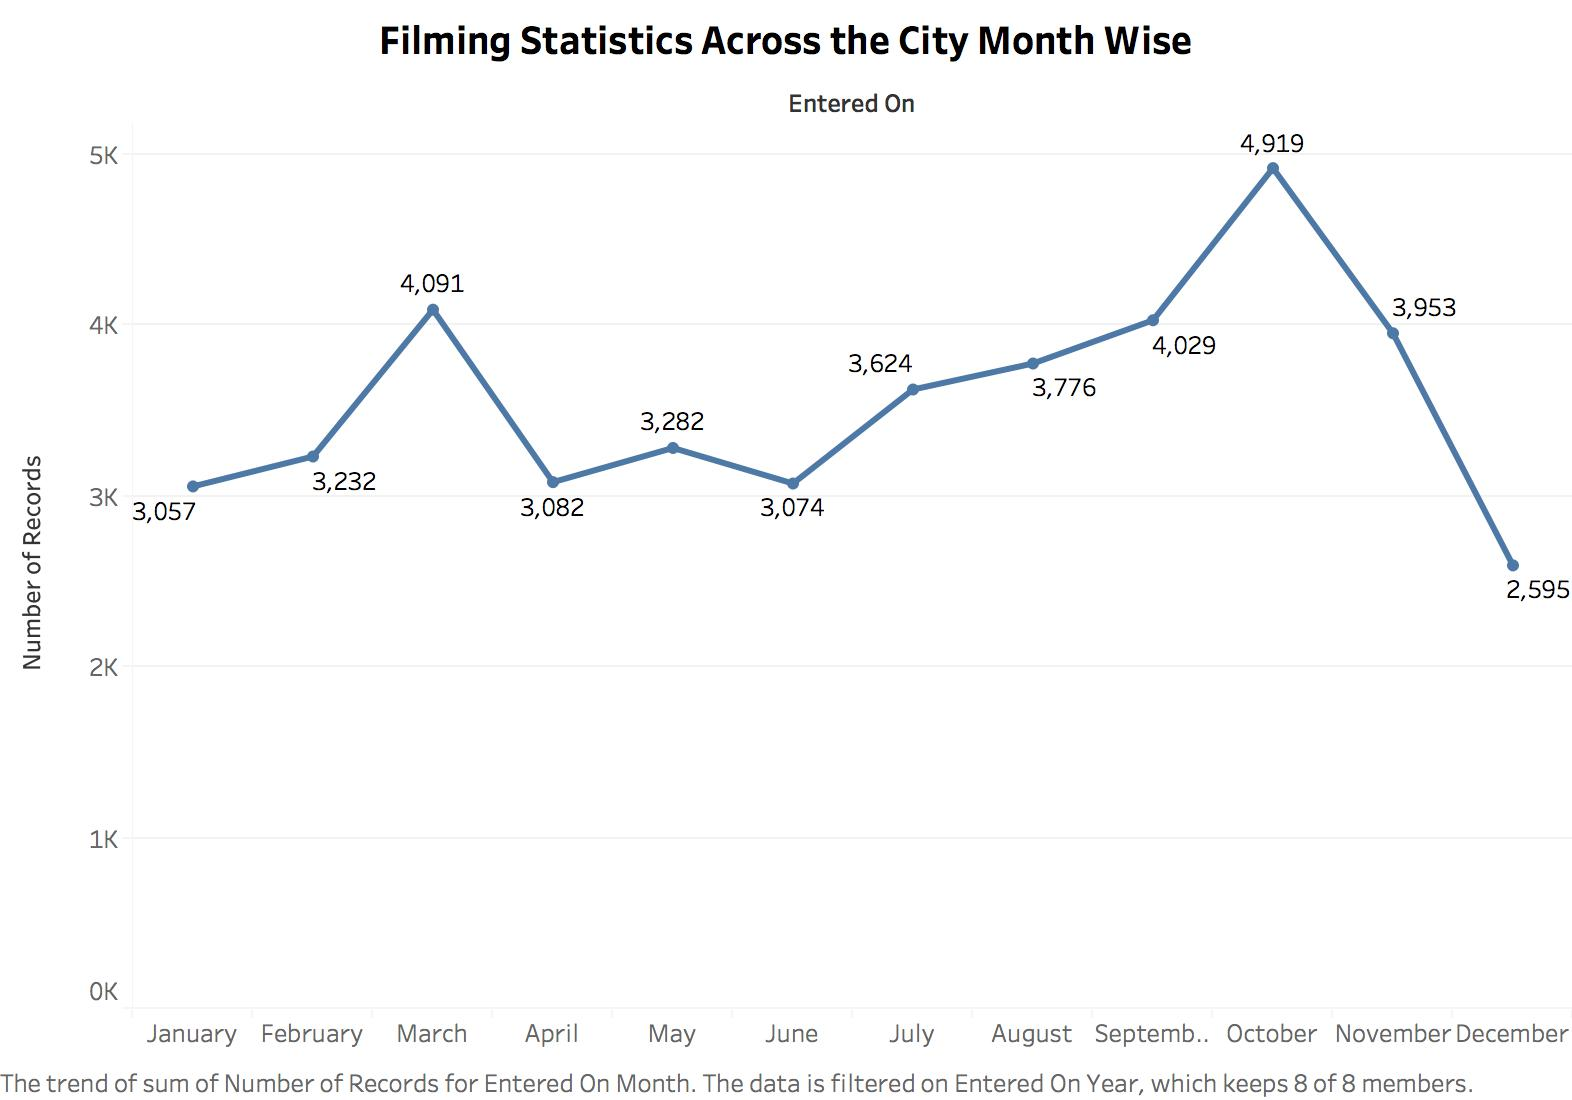 Filming Statistics Across the City Month Wise
Entered On
5K
4K
3K
2K
1K
0K
Number of Records
3,057
3,232
4,091
3,082
3,282
3,074
3,624
3,776
4,029
4,919
3,953
2,595
January February March April May June July August Septemb.. October November December
The trend of sum of Number of Records for Entered On Month. The data is filtered on Entered On Year, which keeps 8 of 8 members.